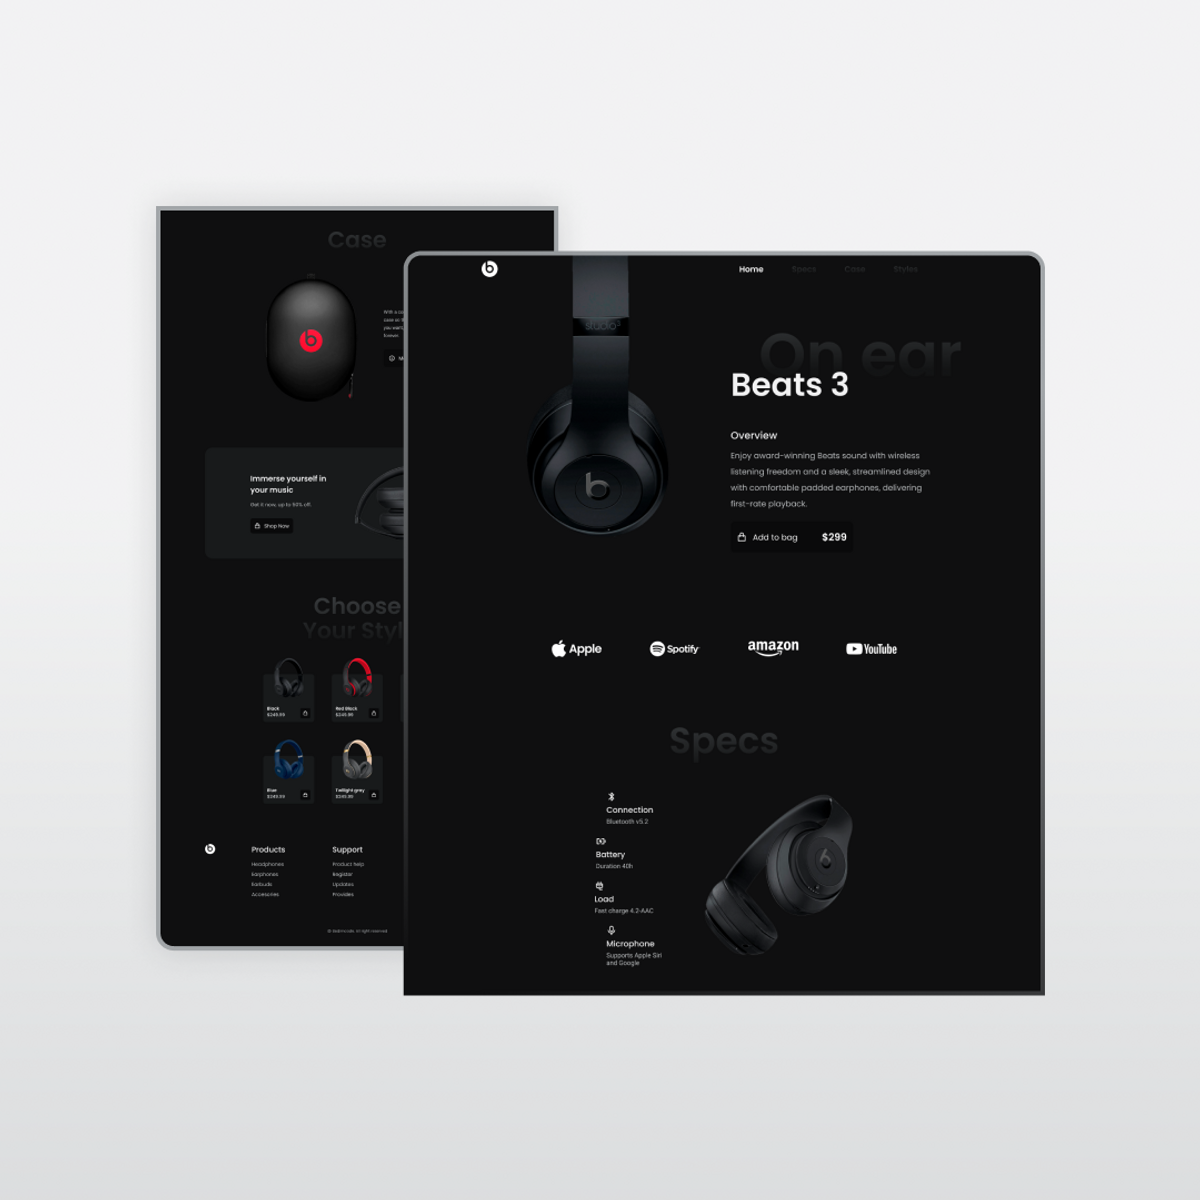 Case
With a
case so
you want,
forever.
Immerse yourself in
your music
Get it now, up to 50% off.
Shop Now
Choose
Your Styl
Black
$249.99
Red Black
$249.99
Blue
$249.99
Twilight grey
$249.99
Products
Headphones
Earphones
Earbuds
Accesories
Support
Product help
Register
Updates
Provides
All right reserved
Home
Specs
Case
Styles
studio3
On ear
Beats 3
Overview
Enjoy award-winning Beats sound with wireless
listening freedom and a sleek, streamlined design
with comfortable padded earphones, delivering
first-rate playback.
Add to bag $299
Apple
Spotify
amazon
YouTube
Specs
Connection
Bluetooth v5.2
Battery
Duration 40h
Load
Fast charge 4.2-AAC
Microphone
Supports Apple Siri
and Google